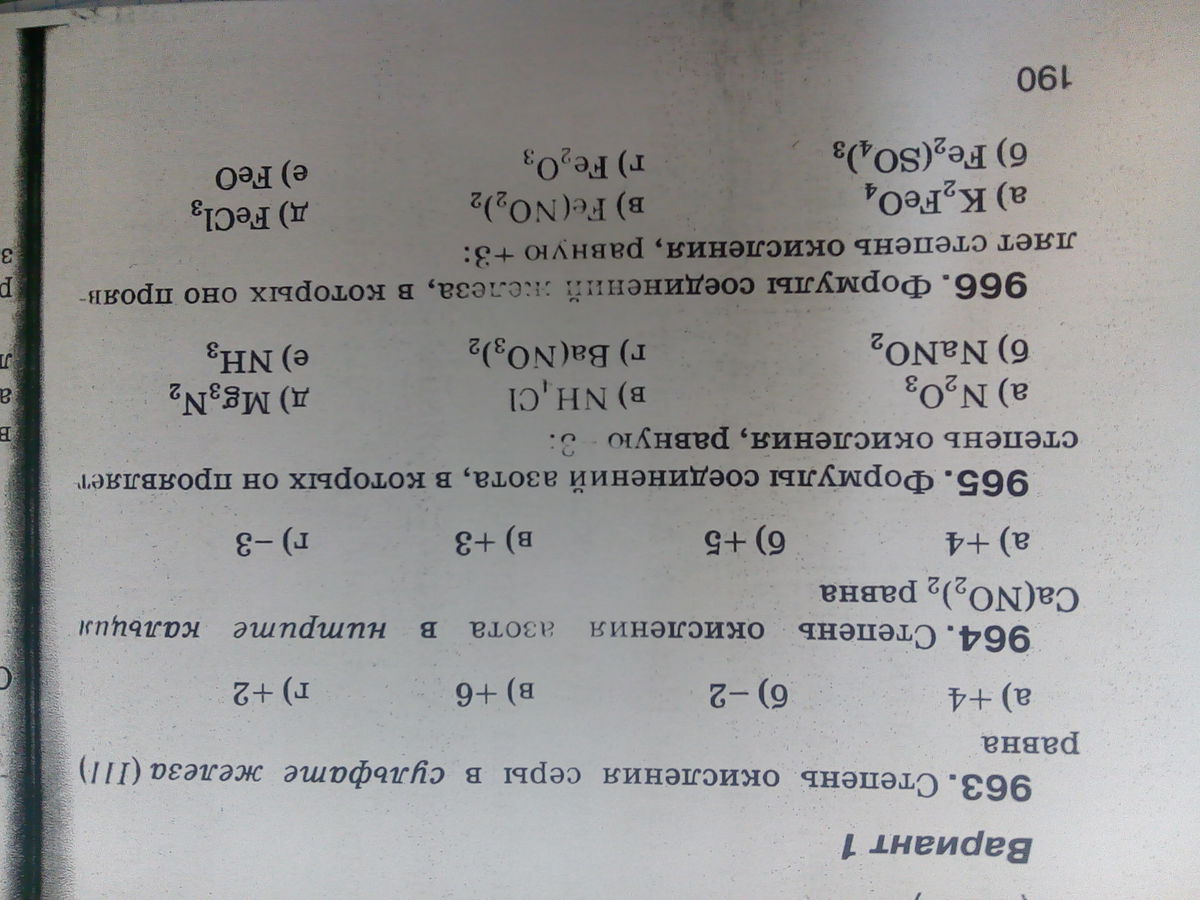 Вариант 1
963. Степень окисления серы в сульфате железа (III)
равна
а) +4 б) –2 в) +6 г) +2
964. Степень окисления азота в нитрите кальция
Ca(NO₂)₂ равна
а) +4 б) +5 в) +3 г) –3
965. Формулы соединений азота, в которых он проявляет
степень окисления, равную –3:
а) N₂O₃ в) NH₄Cl д) Mg₃N₂
б) NaNO₂ г) Ba(NO₃)₂ е) NH₃
966. Формулы соединений железа, в которых оно прояв-
ляет степень окисления, равную +3:
а) K₂FeO₄ в) Fe(NO₂)₂ д) FeCl₃
б) Fe₂(SO₄)₃ г) Fe₂O₃ е) FeO
190